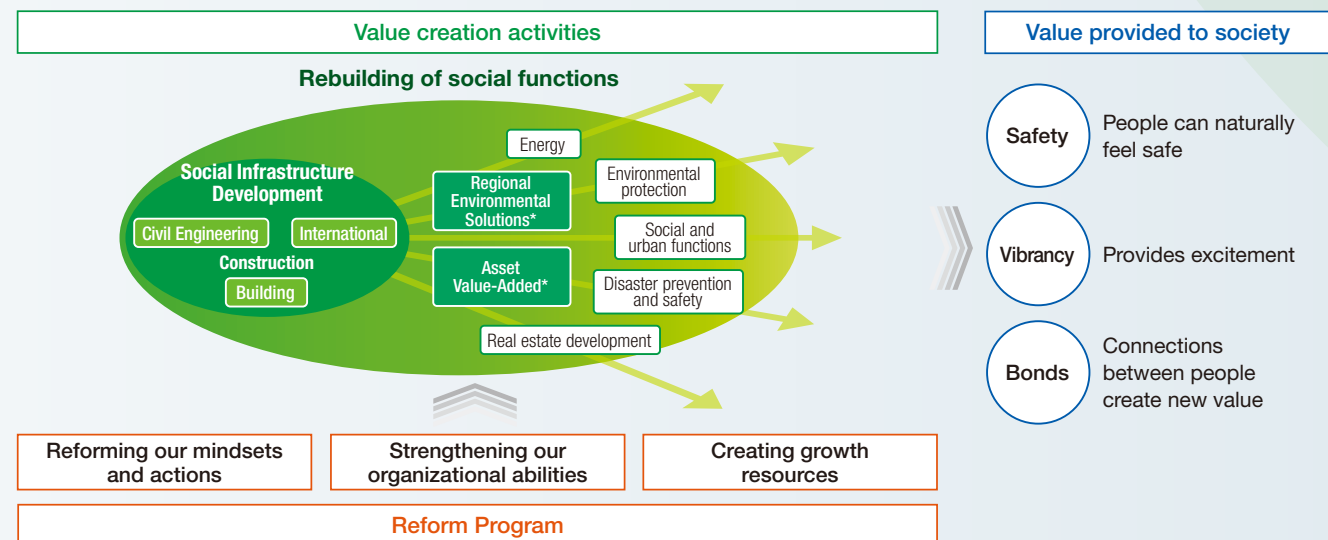 Value creation activities
Rebuilding of social functions
Social Infrastructure
Development
Civil Engineering
International
Construction
Building
Energy
Regional
Environmental
Solutions*
Environmental
protection
Social and
urban functions
Asset
Value-Added*
Disaster prevention
and safety
Real estate development
Reforming our mindsets
and actions
Strengthening our
organizational abilities
Creating growth
resources
Reform Program
Value provided to society
Safety
People can naturally
feel safe
Vibrancy
Provides excitement
Bonds
Connections
between people
create new value